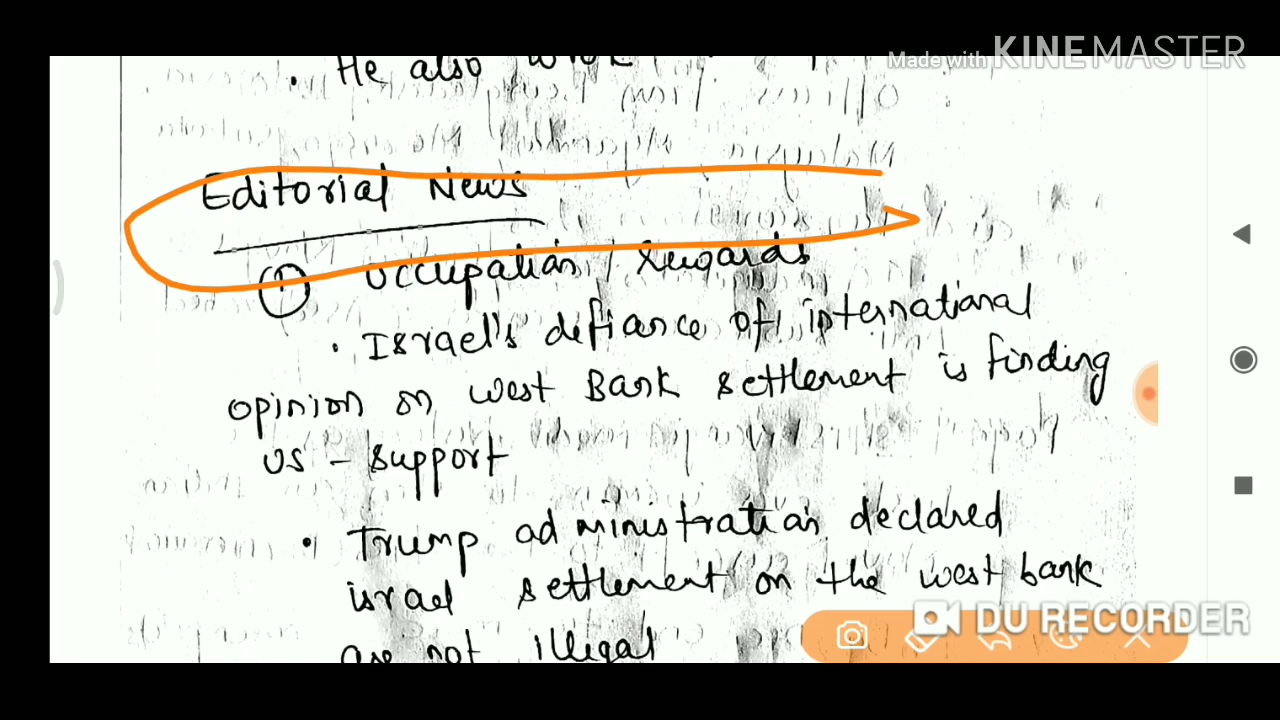 Made with KINEMASTER
He also
Editorial News
① Occupation / regards
• Israel's defiance of international
opinion on west Bank settlement is finding
US - support
• Trump administration declared
israel settlement on the west bank
are not illegal
DU RECORDER